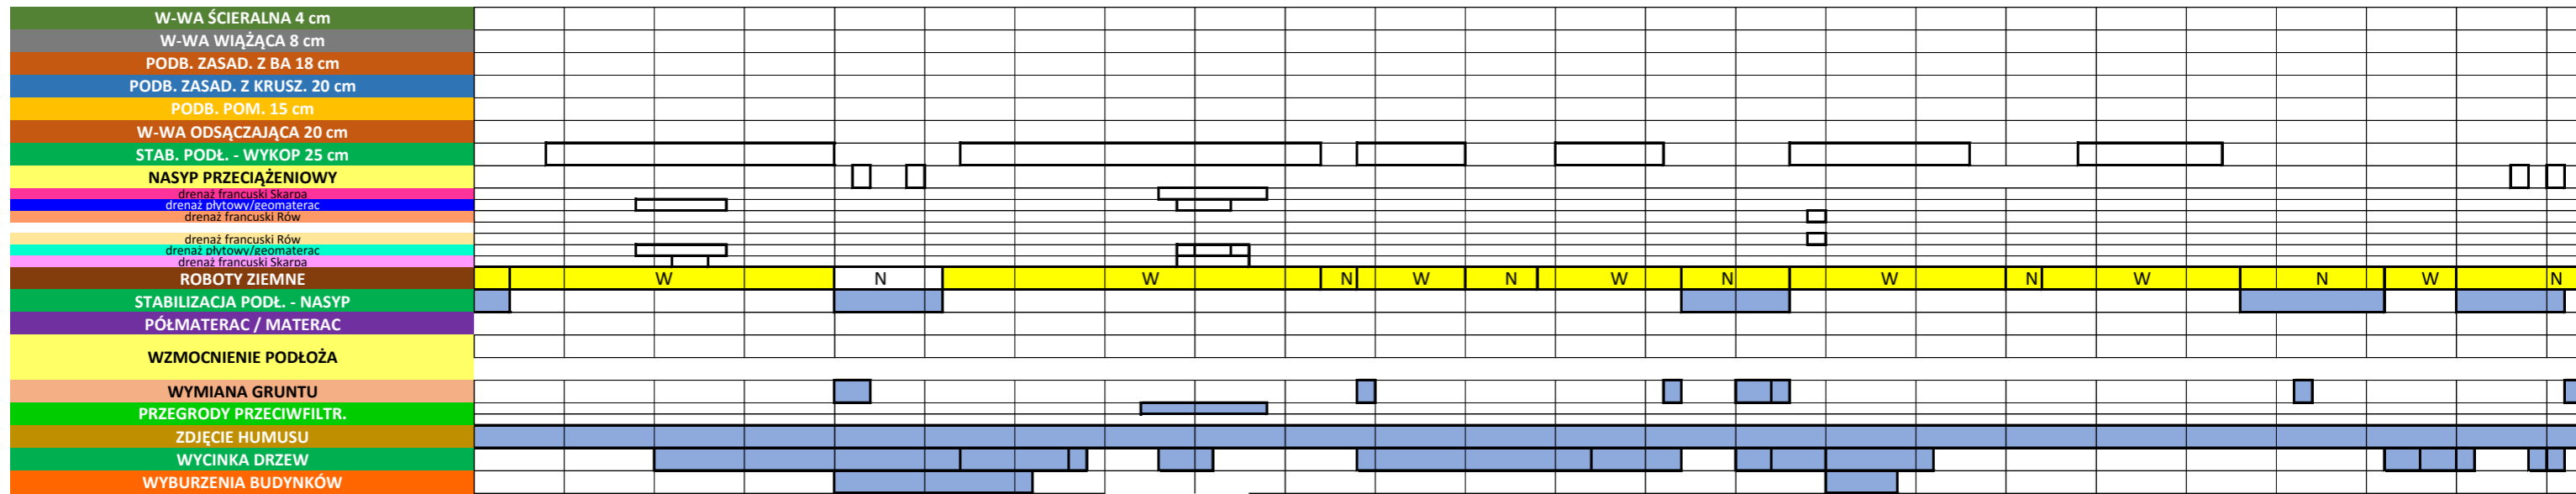 W-WA ŚCIERALNA 4 cm
W-WA WIĄŻĄCA 8 cm
PODB. ZASAD. Z BA 18 cm
PODB. ZASAD. Z KRUSZ. 20 cm
PODB. POM. 15 cm
W-WA ODSĄCZAJĄCA 20 cm
STAB. PODŁ. - WYKOP 25 cm
NASYP PRZECIĄŻENIOWY
drenaż francuski Skarpa
drenaż płytowy/geomaterac
drenaż francuski Rów
drenaż francuski Rów
drenaż płytowy/geomaterac
drenaż francuski Skarpa
ROBOTY ZIEMNE W N W N W N W N W N W N W N
STABILIZACJA PODŁ. - NASYP
PÓŁMATERAC / MATERAC
WZMOCNIENIE PODŁOŻA
WYMIANA GRUNTU
PRZEGRODY PRZECIWFILTR.
ZDJĘCIE HUMUSU
WYCINKA DRZEW
WYBURZENIA BUDYNKÓW